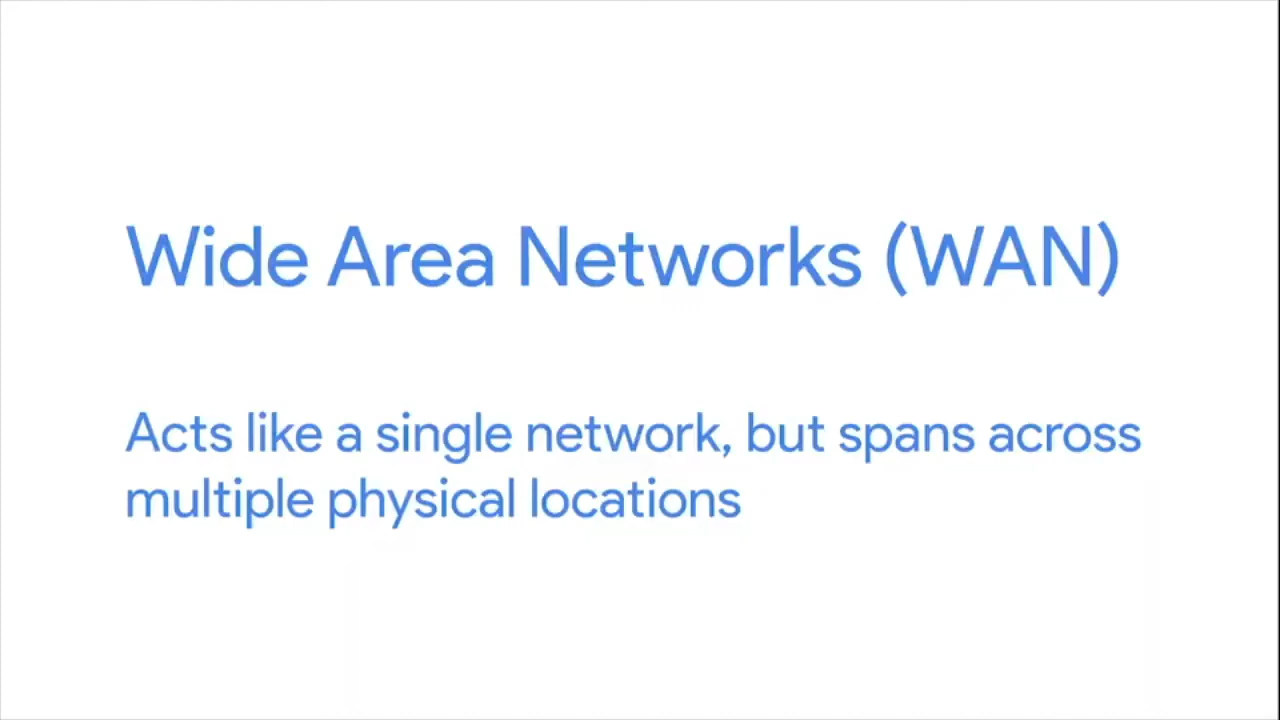 Wide Area Networks (WAN)
Acts like a single network, but spans across
multiple physical locations